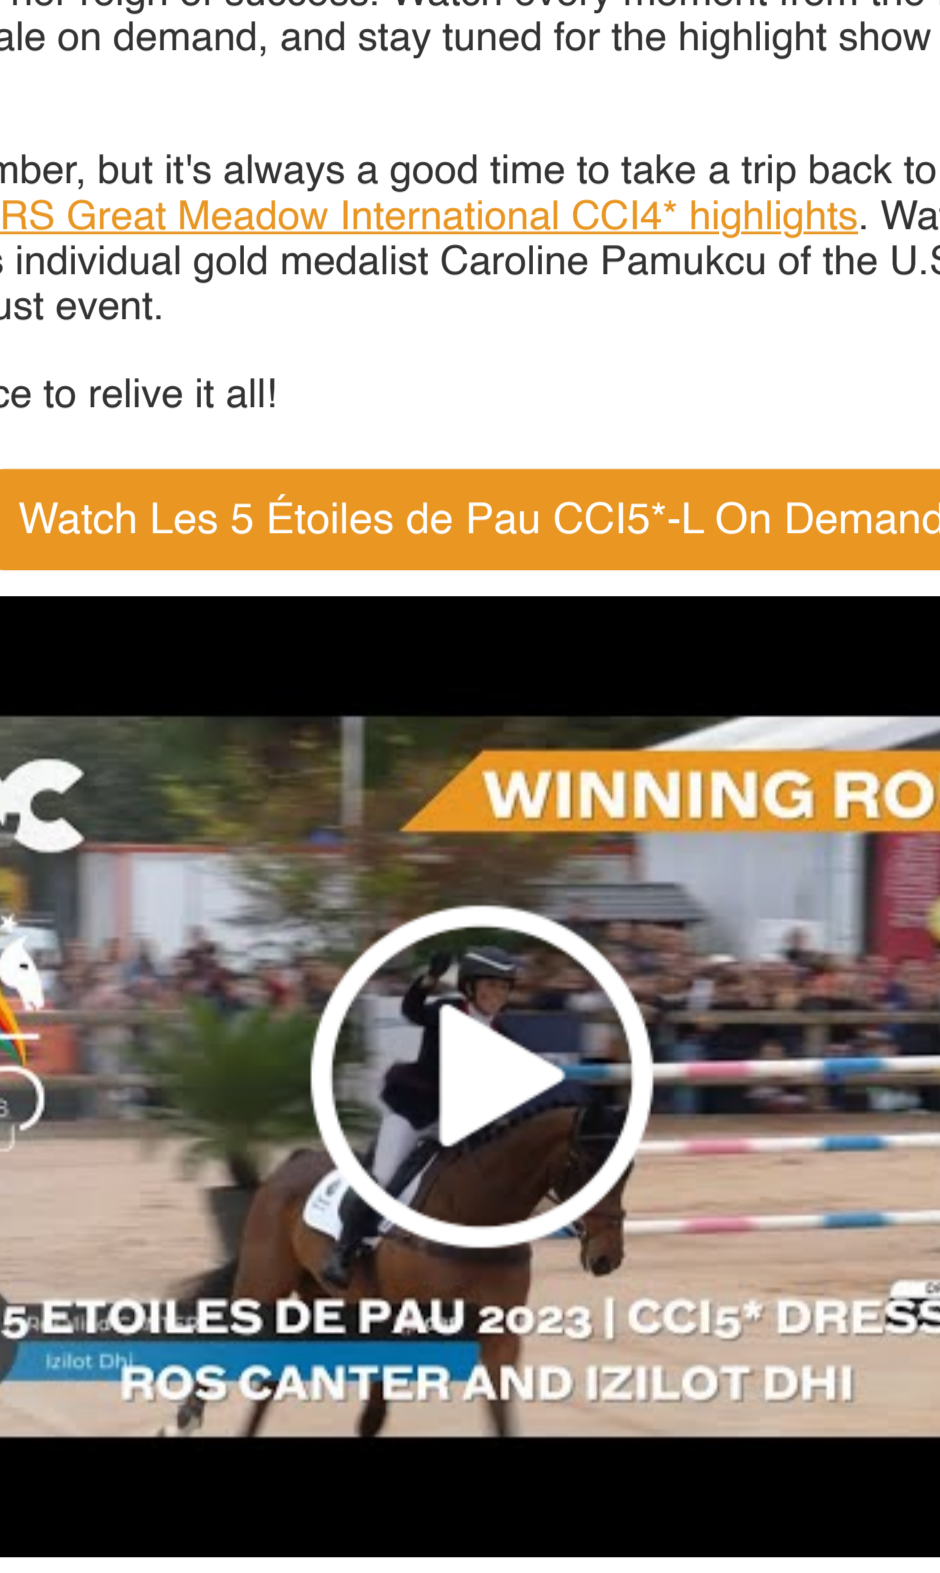 ale on demand, and stay tuned for the highlight show
mber, but it's always a good time to take a trip back to
RS Great Meadow International CCI4* highlights. Wa
s individual gold medalist Caroline Pamukcu of the U.S
ust event.
ce to relive it all!
Watch Les 5 Étoiles de Pau CCI5*-L On Demand
WINNING RO
5 ETOILES DE PAU 2023 | CCI5* DRESS
Izilot Dhi
ROS CANTER AND IZILOT DHI